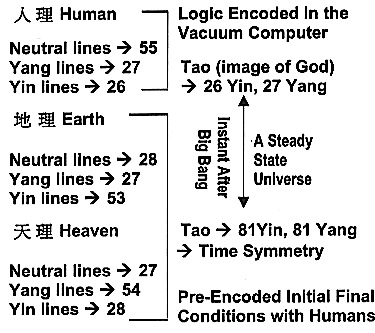 人理 Human
Neutral lines → 55
Yang lines → 27
Yin lines → 26
地理 Earth
Neutral lines → 28
Yang lines → 27
Yin lines → 53
天理 Heaven
Neutral lines → 27
Yang lines → 54
Yin lines → 28
Logic Encoded In the
Vacuum Computer
Tao (image of God)
→ 26 Yin, 27 Yang
Instant After
Big Bang
A Steady
State
Universe
Tao → 81Yin, 81 Yang
→ Time Symmetry
Pre-Encoded Initial Final
Conditions with Humans